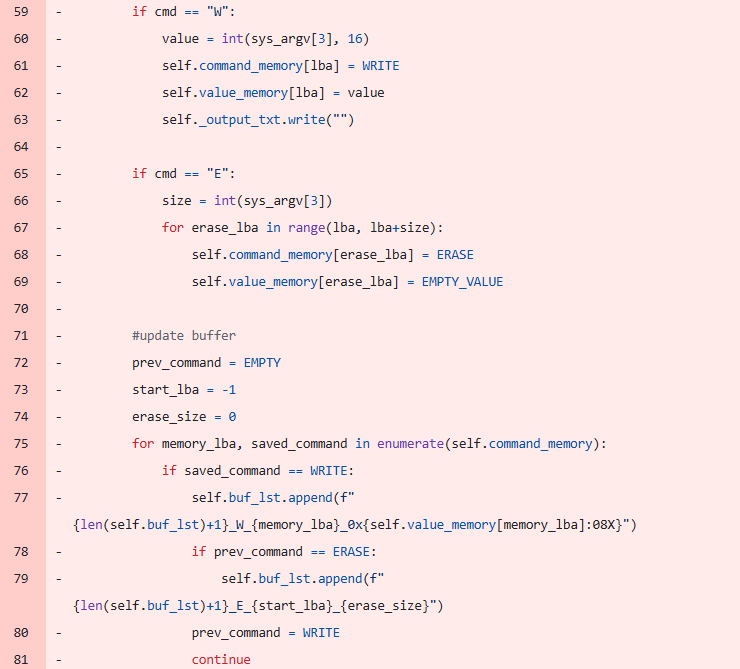 59 - if cmd == "W":
60 - value = int(sys_argv[3], 16)
61 - self.command_memory[lba] = WRITE
62 - self.value_memory[lba] = value
63 - self._output_txt.write("")
64 -
65 - if cmd == "E":
66 - size = int(sys_argv[3])
67 - for erase_lba in range(lba, lba+size):
68 - self.command_memory[erase_lba] = ERASE
69 - self.value_memory[erase_lba] = EMPTY_VALUE
70 -
71 - #update buffer
72 - prev_command = EMPTY
73 - start_lba = -1
74 - erase_size = 0
75 - for memory_lba, saved_command in enumerate(self.command_memory):
76 - if saved_command == WRITE:
77 - self.buf_lst.append(f"
{len(self.buf_lst)+1}_W_{memory_lba}_0x{self.value_memory[memory_lba]:08X}")
78 - if prev_command == ERASE:
79 - self.buf_lst.append(f"
{len(self.buf_lst)+1}_E_{start_lba}_{erase_size}")
80 - prev_command = WRITE
81 - continue